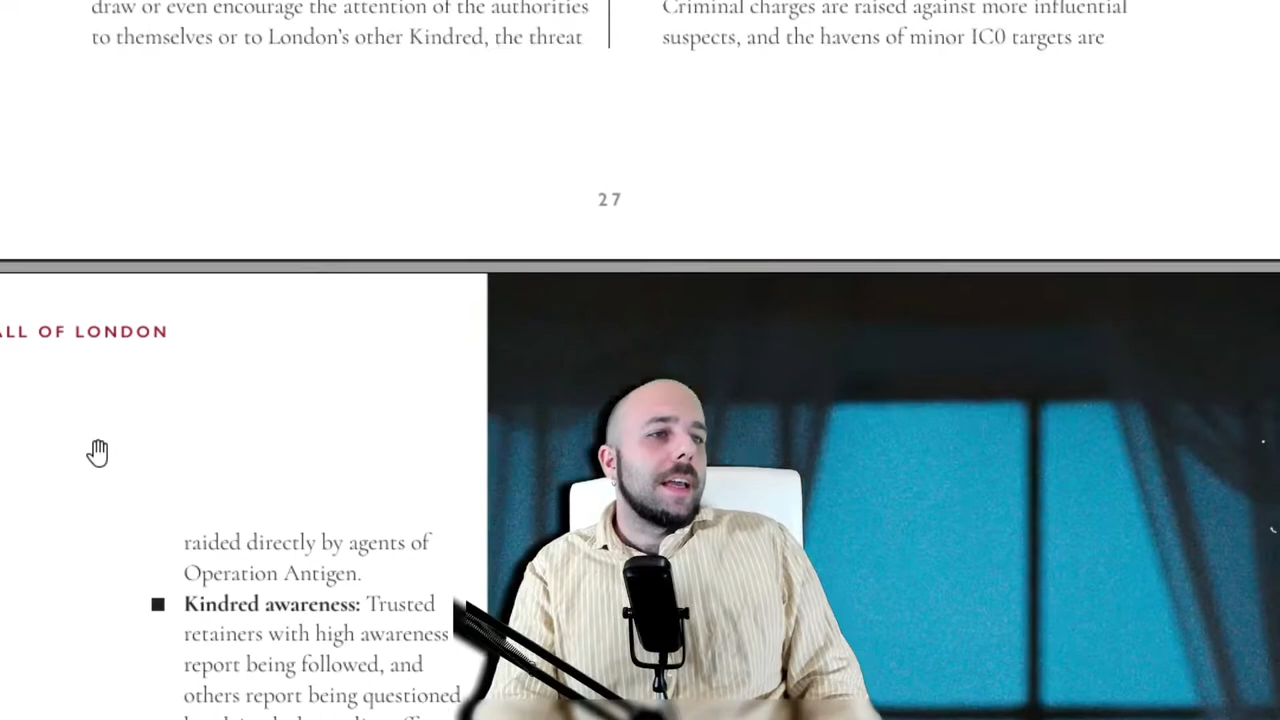 draw or even encourage the attention of the authorities
to themselves or to London's other Kindred, the threat
Criminal charges are raised against more influential
suspects, and the havens of minor IC0 targets are
27
ALL OF LONDON
raided directly by agents of
Operation Antigen.
■ Kindred awareness: Trusted
retainers with high awareness
report being followed, and
others report being questioned